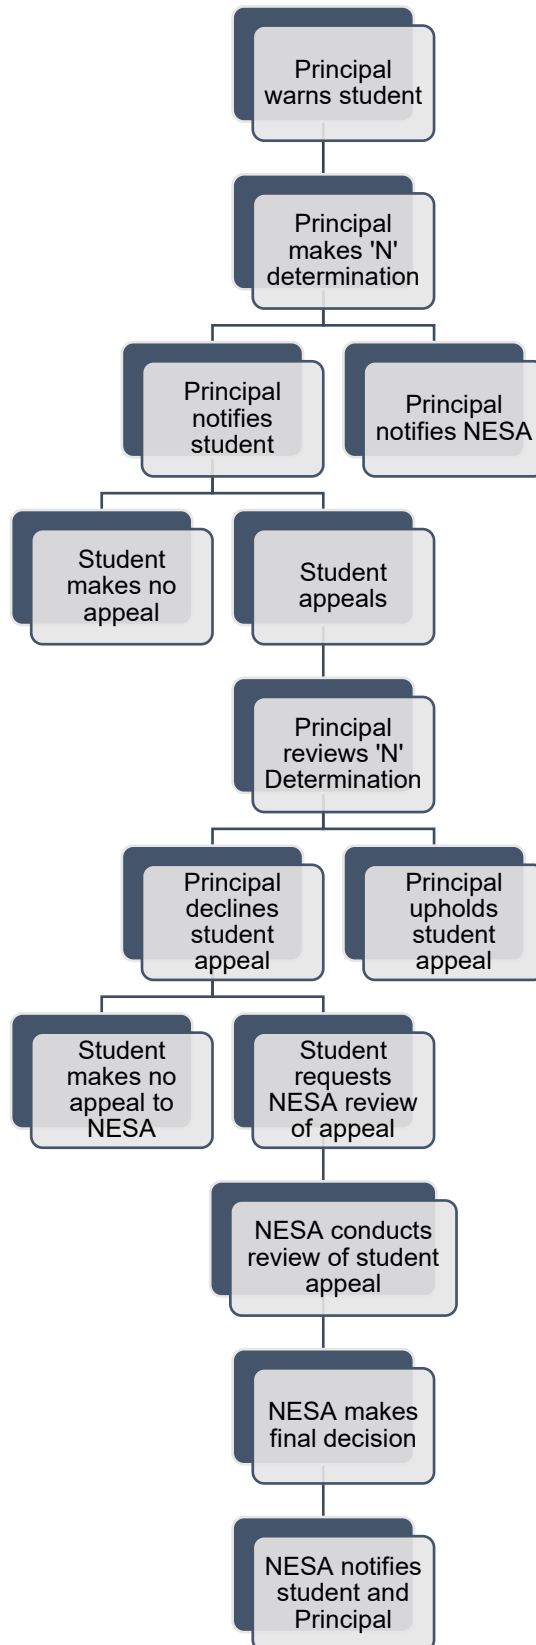 Principal
warns student
Principal
makes 'N'
determination
Principal
notifies
student
Principal
notifies NESA
Student
makes no
appeal
Student
appeals
Principal
reviews 'N'
Determination
Principal
declines
student
appeal
Principal
upholds
student
appeal
Student
makes no
appeal to
NESA
Student
requests
NESA review
of appeal
NESA conducts
review of student
appeal
NESA makes
final decision
NESA notifies
student and
Principal